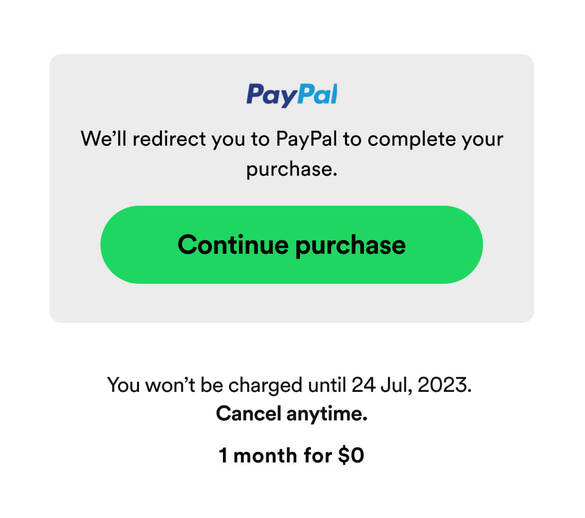 PayPal
We’ll redirect you to PayPal to complete your
purchase.
Continue purchase
You won’t be charged until 24 Jul, 2023.
Cancel anytime.
1 month for $0